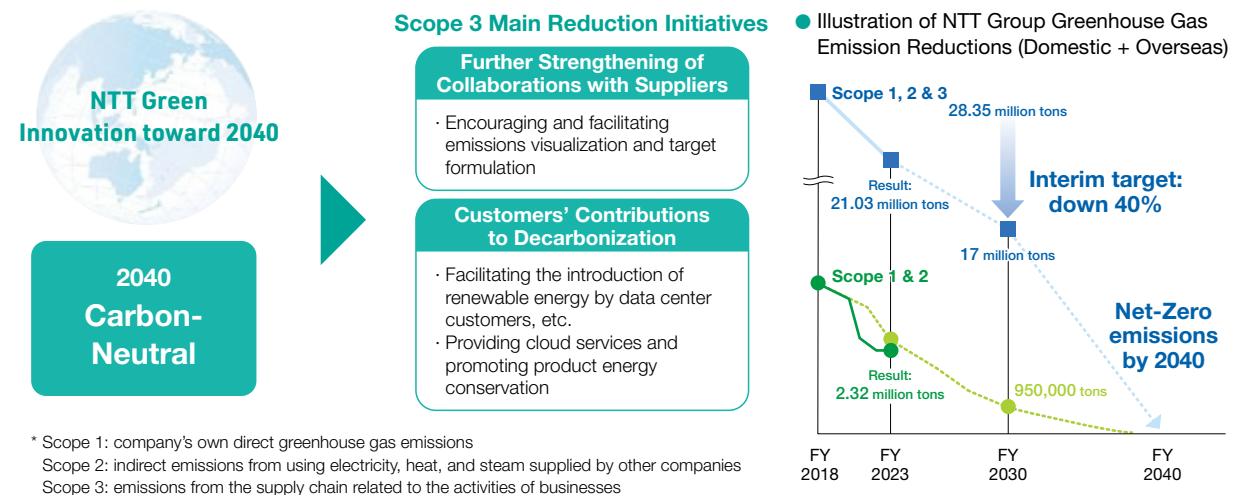 NTT Green
Innovation toward 2040
2040
Carbon-
Neutral
Scope 3 Main Reduction Initiatives
Further Strengthening of
Collaborations with Suppliers
· Encouraging and facilitating
emissions visualization and target
formulation
Customers’ Contributions
to Decarbonization
· Facilitating the introduction of
renewable energy by data center
customers, etc.
· Providing cloud services and
promoting product energy
conservation
● Illustration of NTT Group Greenhouse Gas
Emission Reductions (Domestic + Overseas)
Scope 1, 2 & 3
28.35 million tons
Result:
21.03 million tons
Interim target:
down 40%
17 million tons
Scope 1 & 2
Result:
2.32 million tons
950,000 tons
Net-Zero
emissions
by 2040
FY
2018
FY
2023
FY
2030
FY
2040
* Scope 1: company’s own direct greenhouse gas emissions
Scope 2: indirect emissions from using electricity, heat, and steam supplied by other companies
Scope 3: emissions from the supply chain related to the activities of businesses